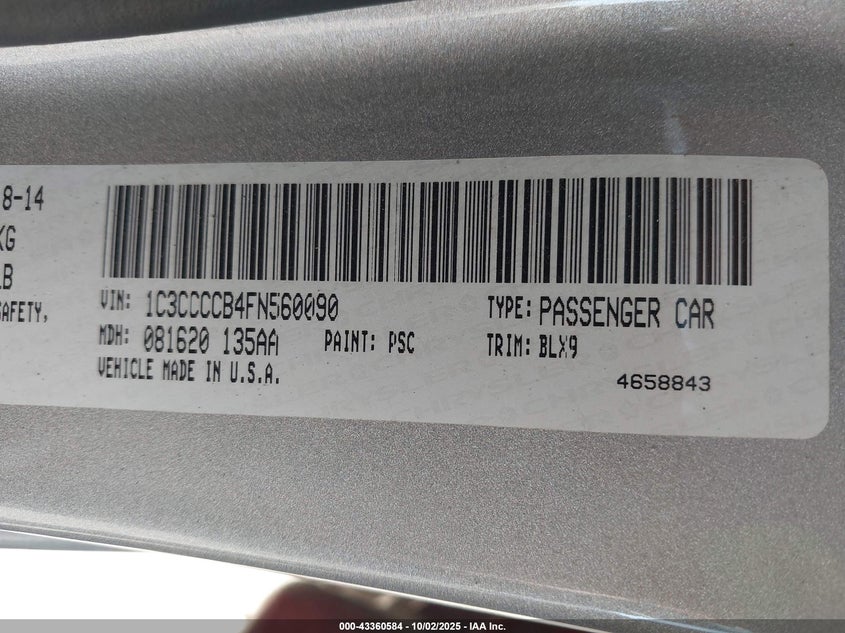 8-14
KG
LB
SAFETY,
VIN: 1C3CCCCB4FN560090 TYPE: PASSENGER CAR
MDH: 081620 135AA PAINT: PSC TRIM: BLX9
VEHICLE MADE IN U.S.A.
4658843
000-43360584 - 10/02/2025 - IAA Inc.